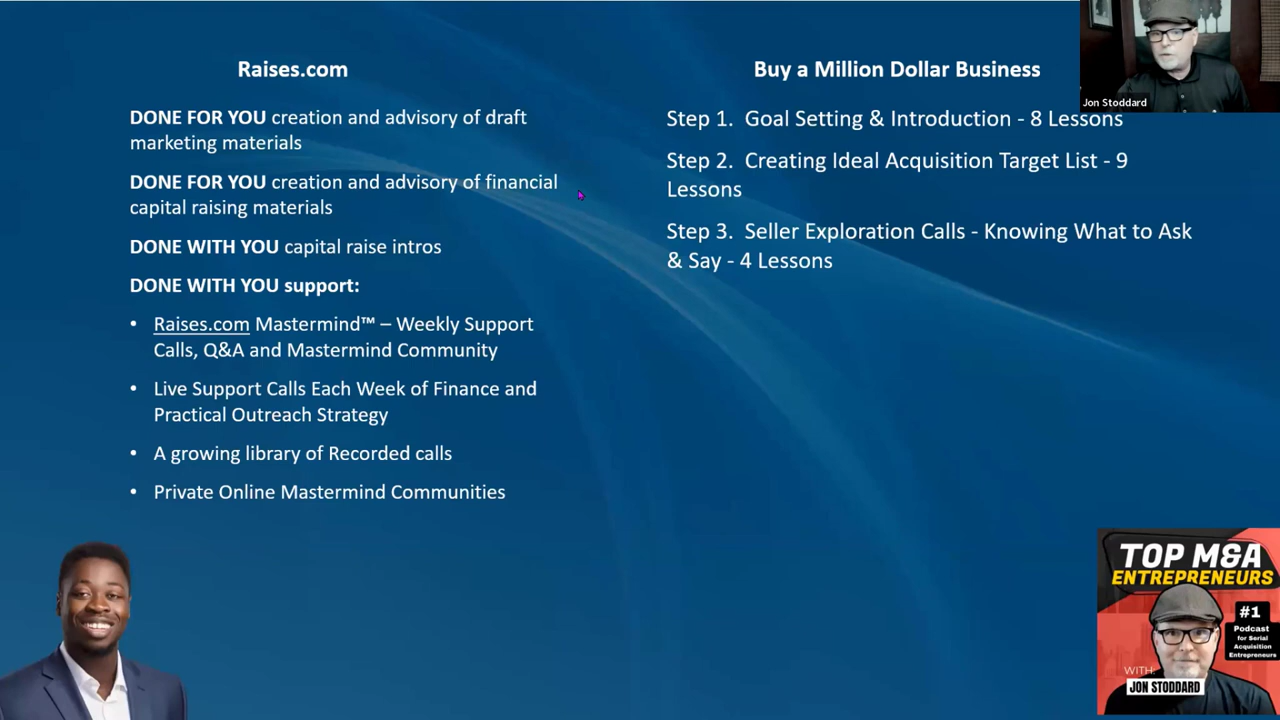 Raises.com
DONE FOR YOU creation and advisory of draft
marketing materials
DONE FOR YOU creation and advisory of financial
capital raising materials
DONE WITH YOU capital raise intros
DONE WITH YOU support:
• Raises.com Mastermind™ – Weekly Support
Calls, Q&A and Mastermind Community
• Live Support Calls Each Week of Finance and
Practical Outreach Strategy
• A growing library of Recorded calls
• Private Online Mastermind Communities
Buy a Million Dollar Business
Step 1. Goal Setting & Introduction - 8 Lessons
Step 2. Creating Ideal Acquisition Target List - 9
Lessons
Step 3. Seller Exploration Calls - Knowing What to Ask
& Say - 4 Lessons
Jon Stoddard
TOP M&A
ENTREPRENEURS
#1
Podcast
for Serial
Acquisition
Entrepreneurs
WITH:
JON STODDARD